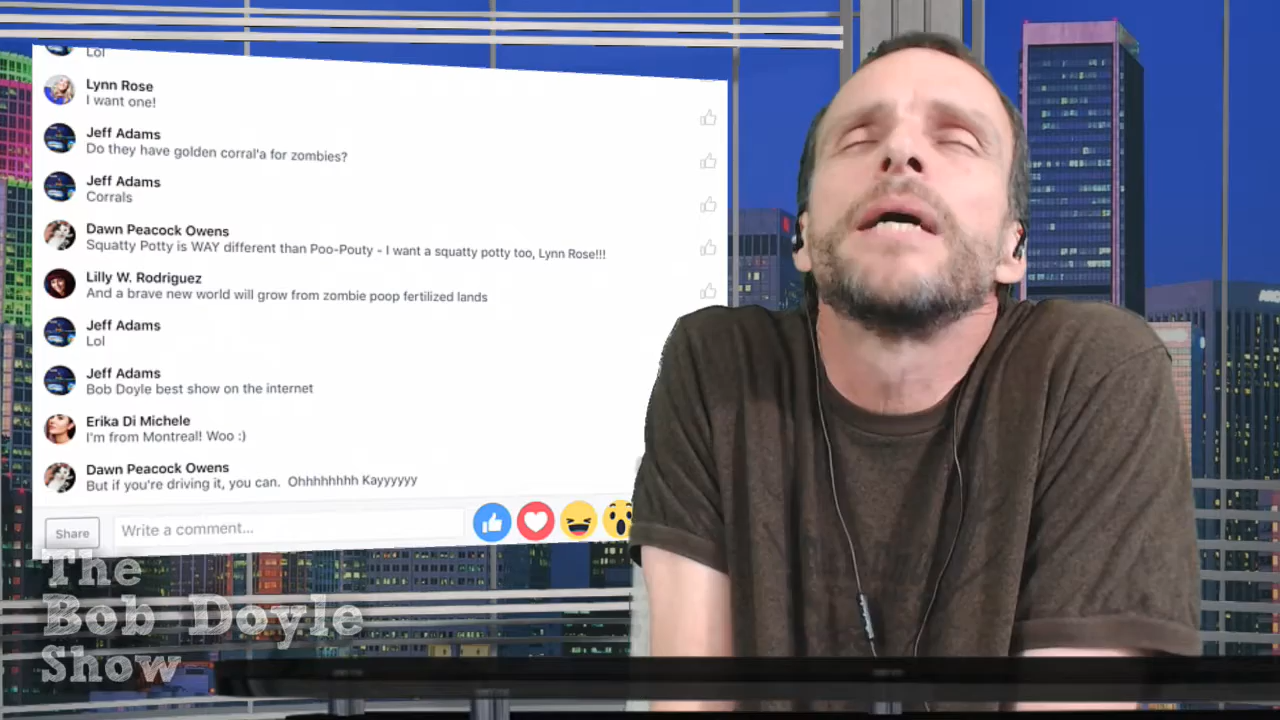 Lol
Lynn Rose
I want one!
Jeff Adams
Do they have golden corral'a for zombies?
Jeff Adams
Corrals
Dawn Peacock Owens
Squatty Potty is WAY different than Poo-Pouty - I want a squatty potty too, Lynn Rose!!!
Lilly W. Rodriguez
And a brave new world will grow from zombie poop fertilized lands
Jeff Adams
Lol
Jeff Adams
Bob Doyle best show on the internet
Erika Di Michele
I'm from Montreal! Woo :)
Dawn Peacock Owens
But if you're driving it, you can. Ohhhhhhhh Kayyyyyy
Share
Write a comment...
The
Bob Doyle
Show